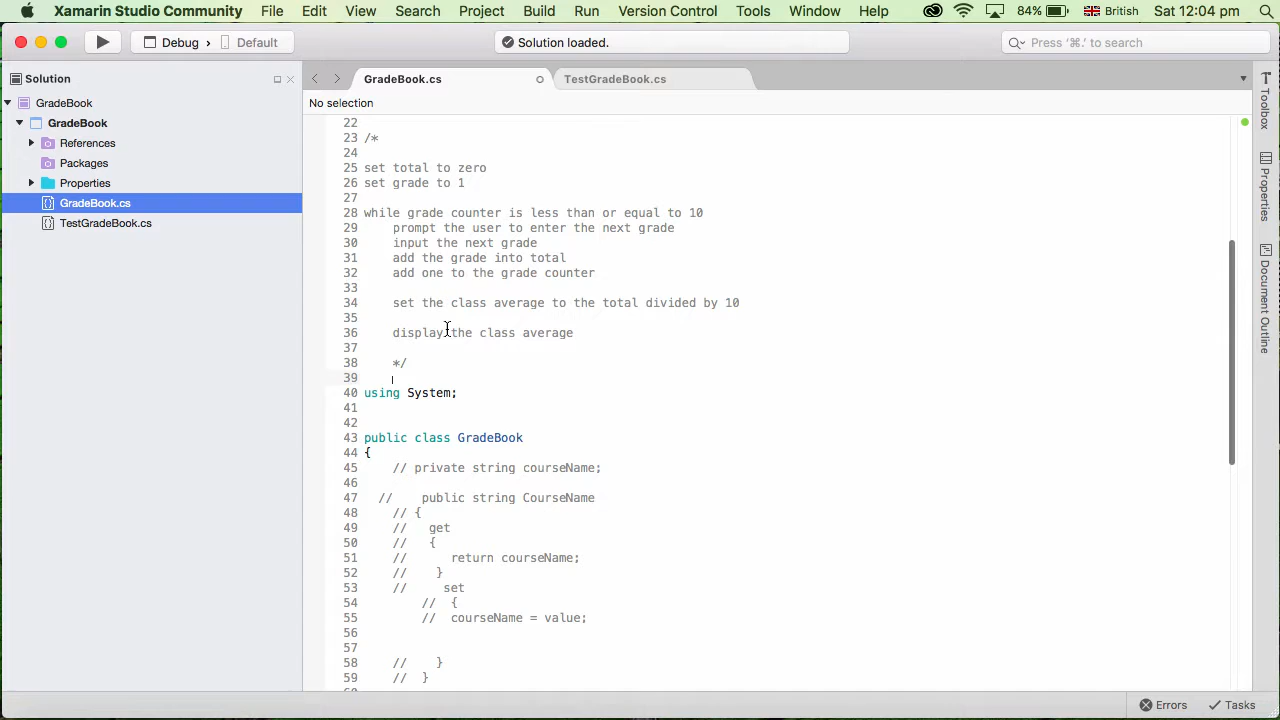 Xamarin Studio Community File Edit View Search Project Build Run Version Control Tools Window Help 84% British Sat 12:04 pm
Debug › Default Solution loaded. Press '⌘.' to search
Solution
GradeBook
GradeBook
References
Packages
Properties
GradeBook.cs
TestGradeBook.cs
GradeBook.cs TestGradeBook.cs
No selection
22
23 /*
24
25 set total to zero
26 set grade to 1
27
28 while grade counter is less than or equal to 10
29 prompt the user to enter the next grade
30 input the next grade
31 add the grade into total
32 add one to the grade counter
33
34 set the class average to the total divided by 10
35
36 display the class average
37
38 */
39
40 using System;
41
42
43 public class GradeBook
44 {
45 // private string courseName;
46
47 // public string CourseName
48 // {
49 // get
50 // {
51 // return courseName;
52 // }
53 // set
54 // {
55 // courseName = value;
56
57
58 // }
59 // }
Toolbox
Properties
Document Outline
Errors Tasks